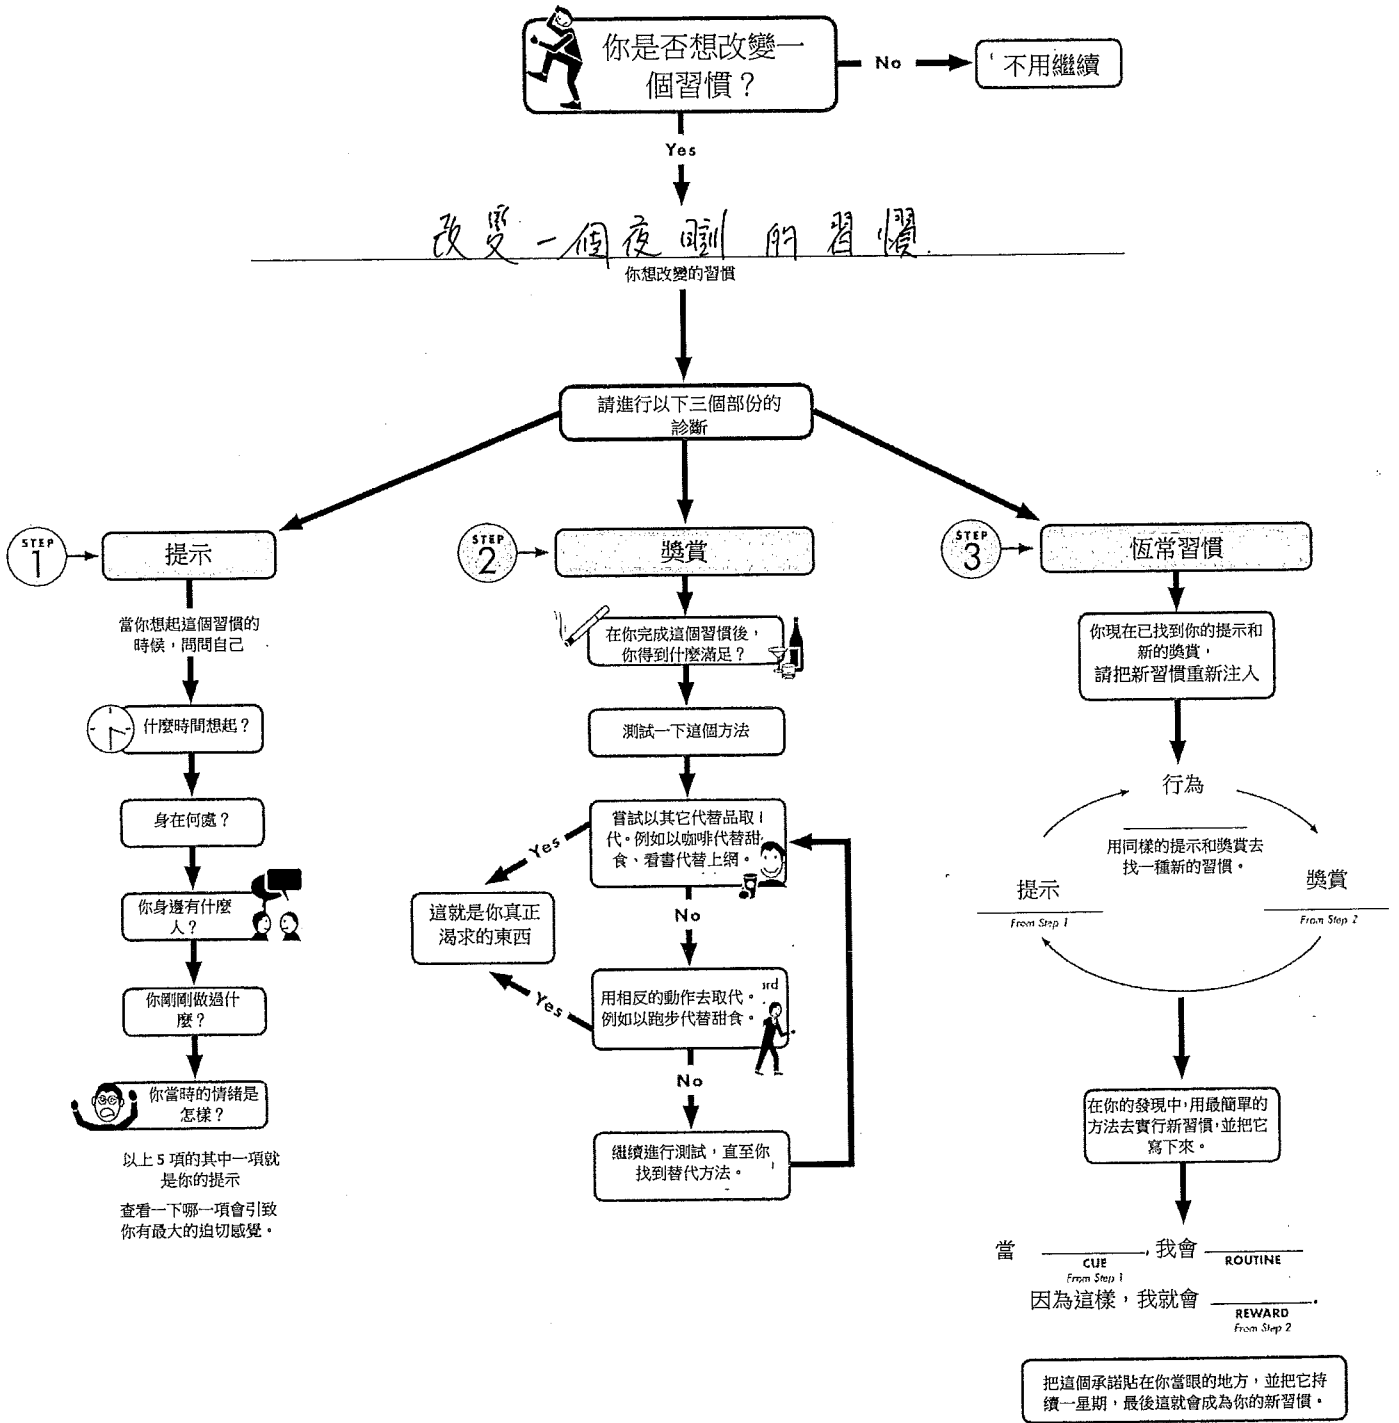 你是否想改變一
個習慣？
No
不用繼續
Yes
改變一個夜瞓的習慣.
你想改變的習慣
請進行以下三個部份的
診斷
STEP
1
提示
當你想起這個習慣的
時候，問問自己
什麼時間想起？
身在何處？
你身邊有什麼
人？
你剛剛做過什
麼？
你當時的情緒是
怎樣？
以上 5 項的其中一項就
是你的提示
查看一下哪一項會引致
你有最大的迫切感覺。
STEP
2
獎賞
在你完成這個習慣後，
你得到什麼滿足？
測試一下這個方法
嘗試以其它代替品取
代。例如以咖啡代替甜
食、看書代替上網。
Yes
這就是你真正
渴求的東西
No
用相反的動作去取代。
例如以跑步代替甜食。
Yes
No
繼續進行測試，直至你
找到替代方法。
STEP
3
恆常習慣
你現在已找到你的提示和
新的獎賞，
請把新習慣重新注入
行為
用同樣的提示和獎賞去
找一種新的習慣。
提示
From Step 1
獎賞
From Step 2
在你的發現中，用最簡單的
方法去實行新習慣，並把它
寫下來。
當 ，我會
CUE
From Step 1
ROUTINE
因為這樣，我就會 .
REWARD
From Step 2
把這個承諾貼在你當眼的地方，並把它持
續一星期，最後這就會成為你的新習慣。